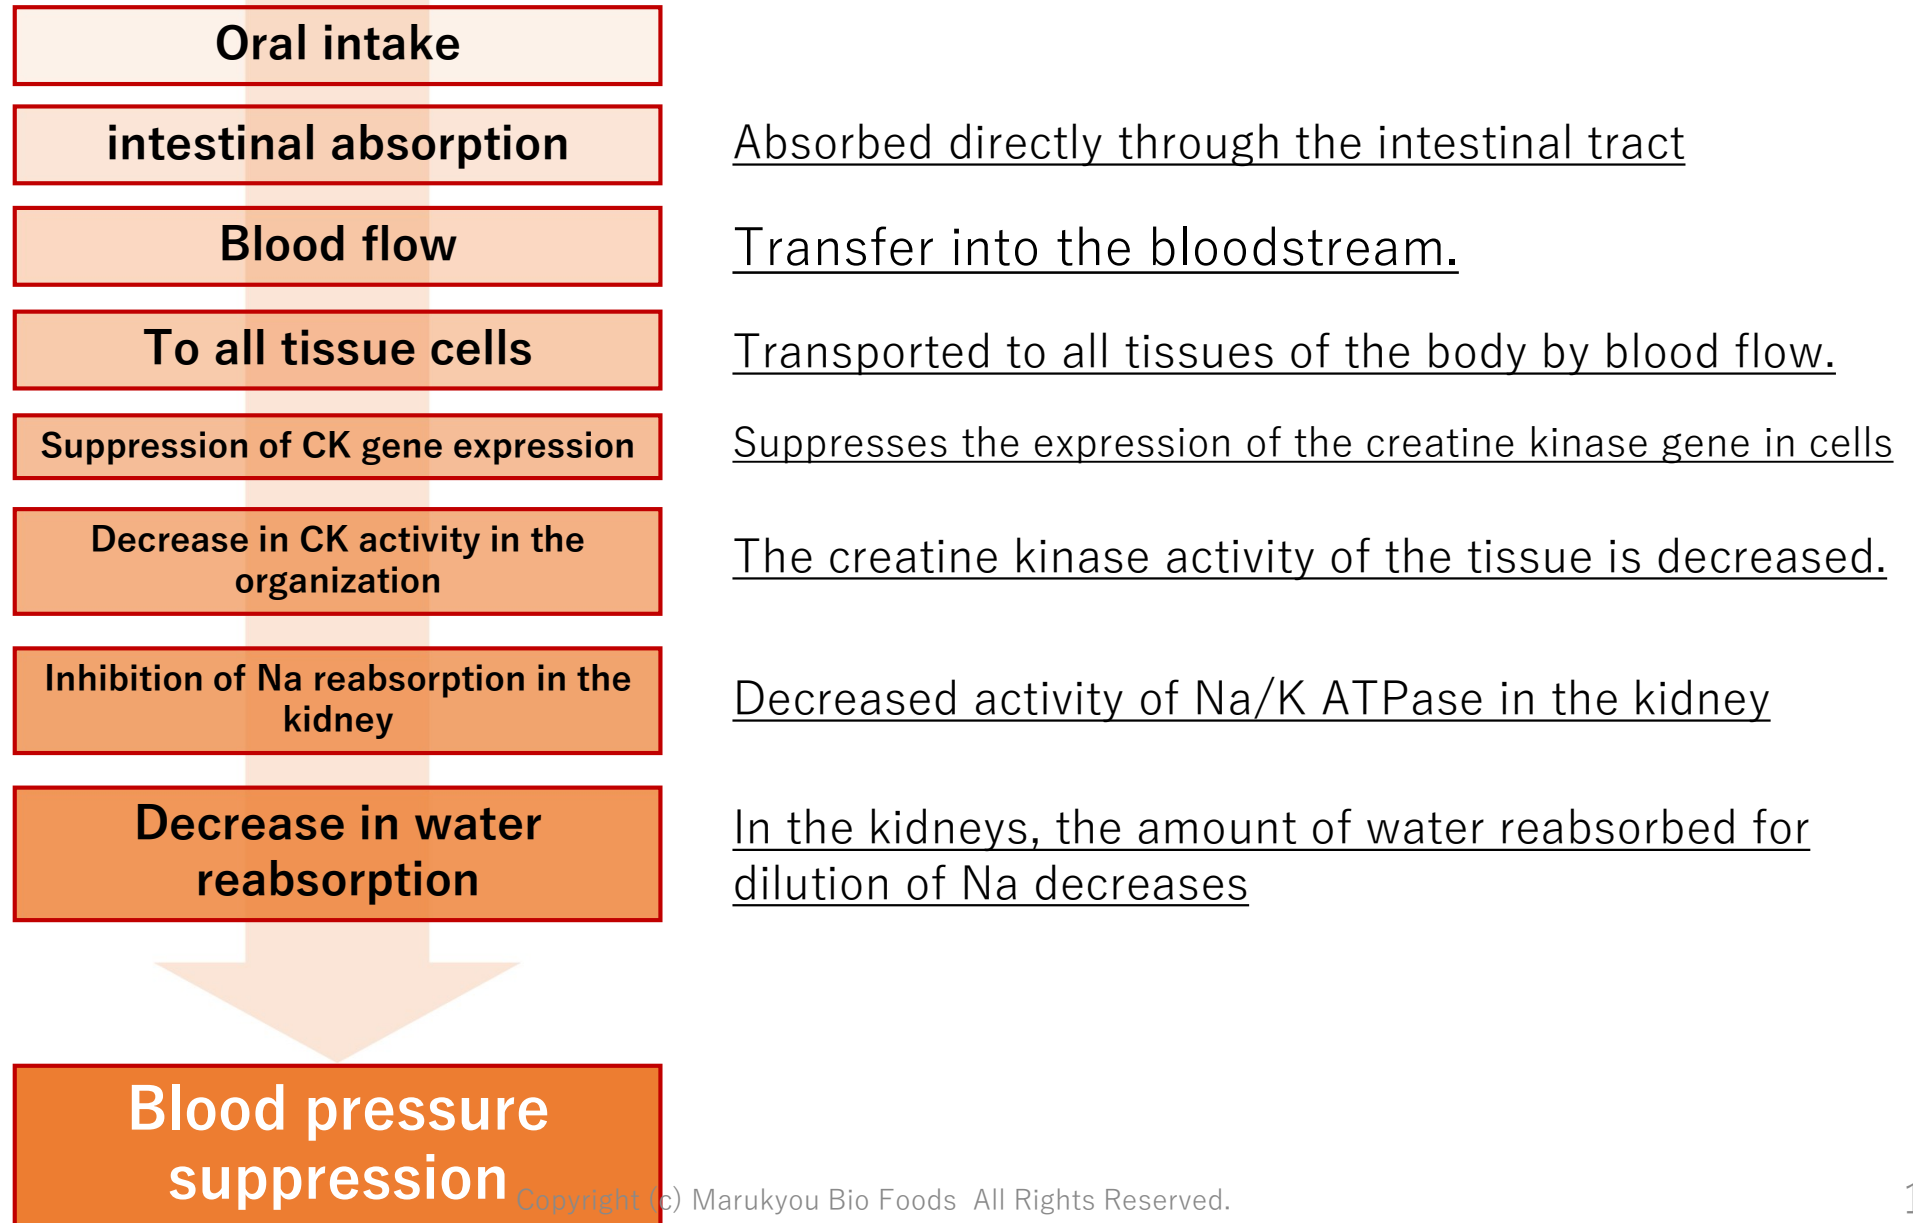 Oral intake
intestinal absorption
Absorbed directly through the intestinal tract
Blood flow
Transfer into the bloodstream.
To all tissue cells
Transported to all tissues of the body by blood flow.
Suppression of CK gene expression
Suppresses the expression of the creatine kinase gene in cells
Decrease in CK activity in the
organization
The creatine kinase activity of the tissue is decreased.
Inhibition of Na reabsorption in the
kidney
Decreased activity of Na/K ATPase in the kidney
Decrease in water
reabsorption
In the kidneys, the amount of water reabsorbed for
dilution of Na decreases
Blood pressure
suppression
Copyright (c) Marukyou Bio Foods All Rights Reserved.